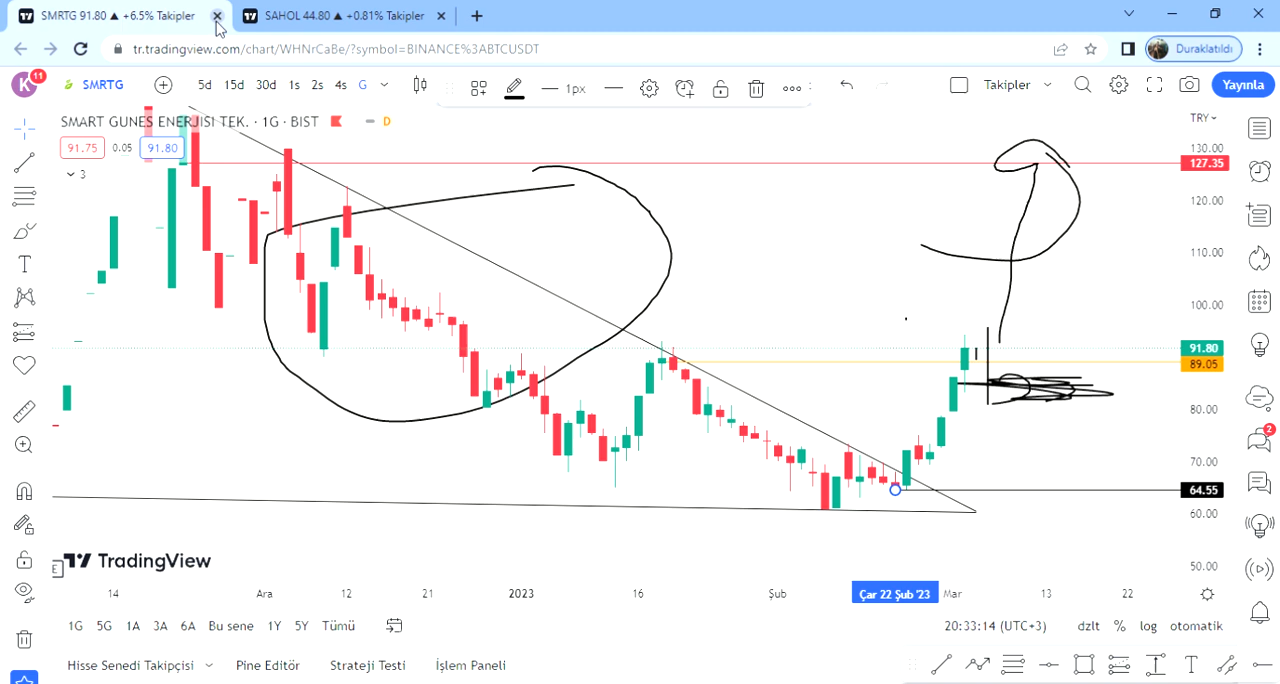 SMRTG 91.80 ▲ +6.5% Takipler
SAHOL 44.80 ▲ +0.81% Takipler
tr.tradingview.com/chart/WHNrCaBe/?symbol=BINANCE%3ABTCUSDT
Duraklatıldı
K
11
SMRTG
5d 15d 30d 1s 2s 4s G
1px
Takipler
Yayınla
SMART GUNES ENERJISI TEK. · 1G · BIST
D
91.75 0.05 91.80
3
TRY
130.00
127.35
120.00
110.00
100.00
91.80
89.05
80.00
70.00
64.55
60.00
50.00
2
E
TradingView
14 Ara 12 21 2023 16 Şub Çar 22 Şub '23 Mar 13 22
1G 5G 1A 3A 6A Bu sene 1Y 5Y Tümü
20:33:14 (UTC+3) dzlt % log otomatik
Hisse Senedi Takipçisi Pine Editör Strateji Testi İşlem Paneli